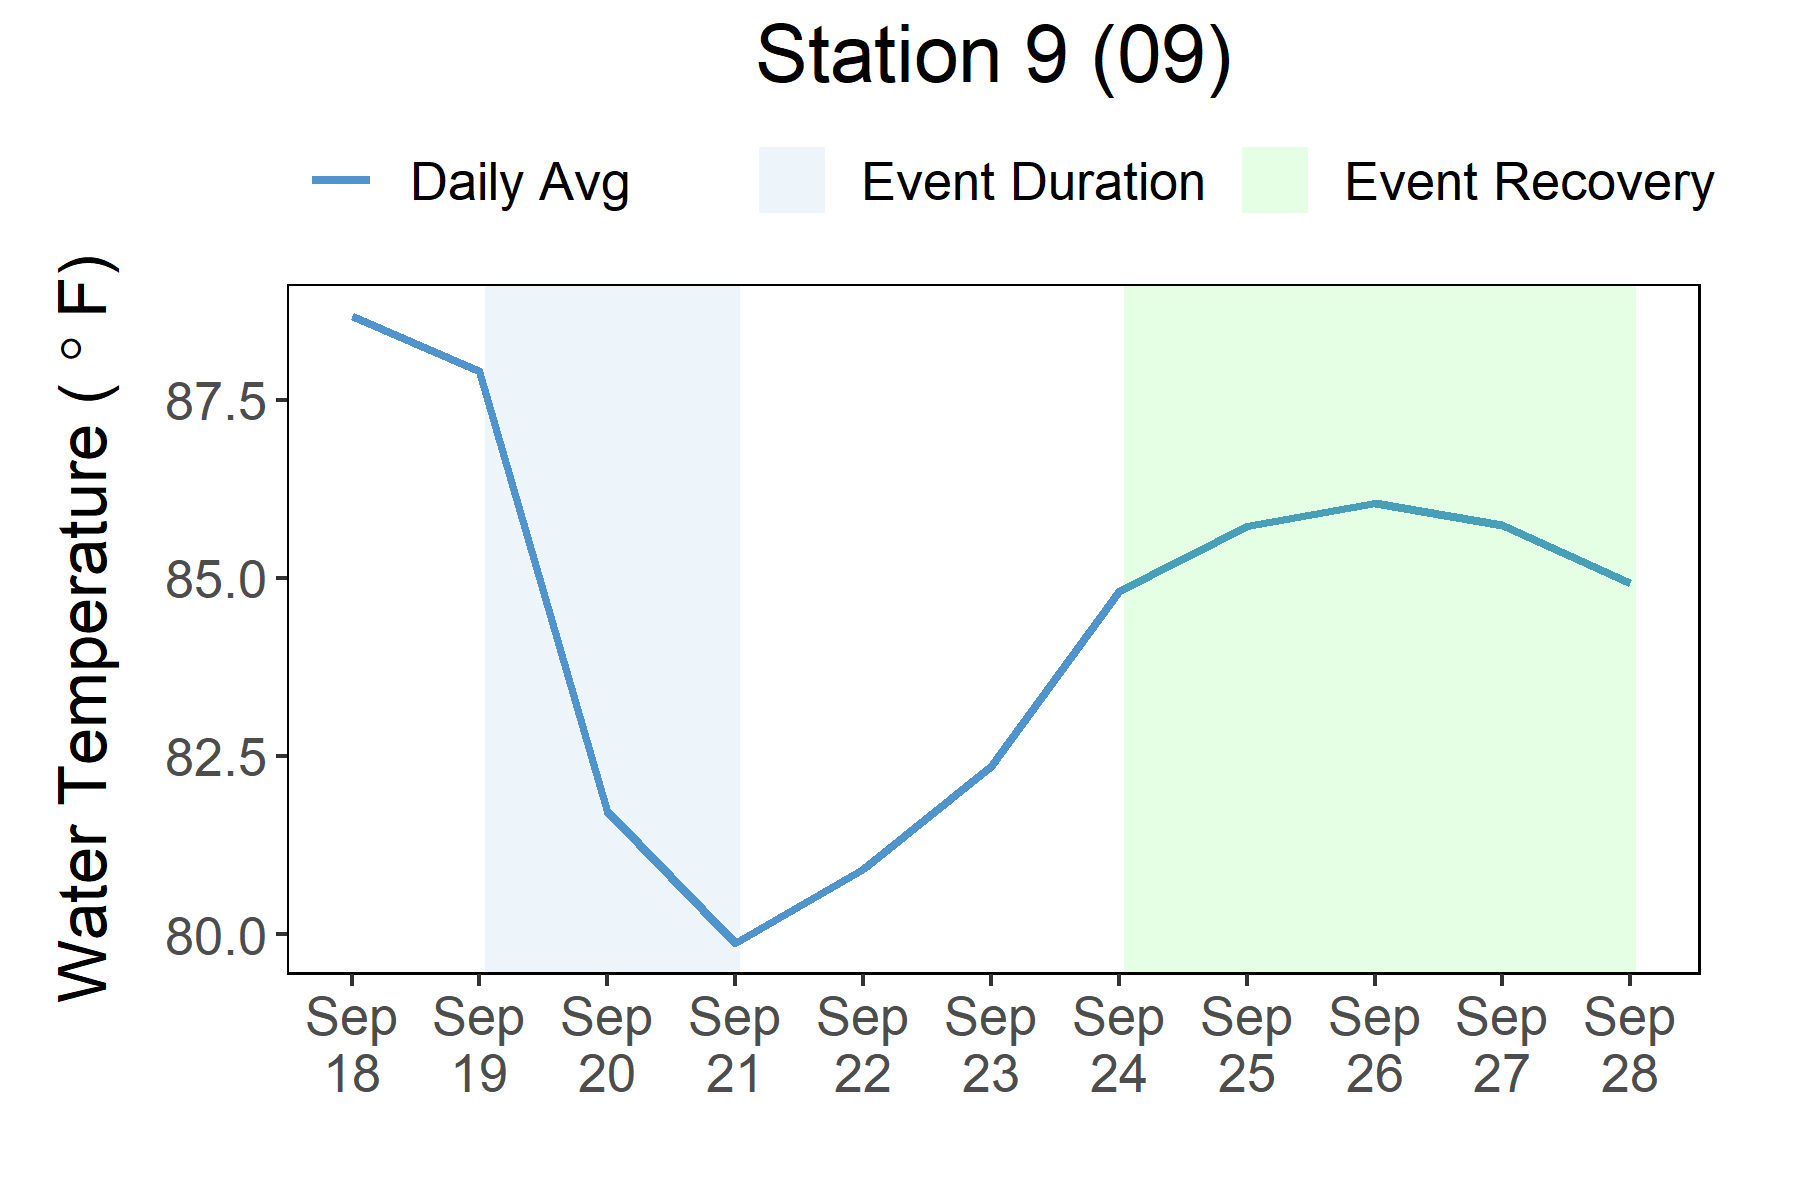 Station 9 (09)
Daily Avg Event Duration Event Recovery
Water Temperature ( ° F)
87.5
85.0
82.5
80.0
Sep Sep Sep Sep Sep Sep Sep Sep Sep Sep Sep
18 19 20 21 22 23 24 25 26 27 28